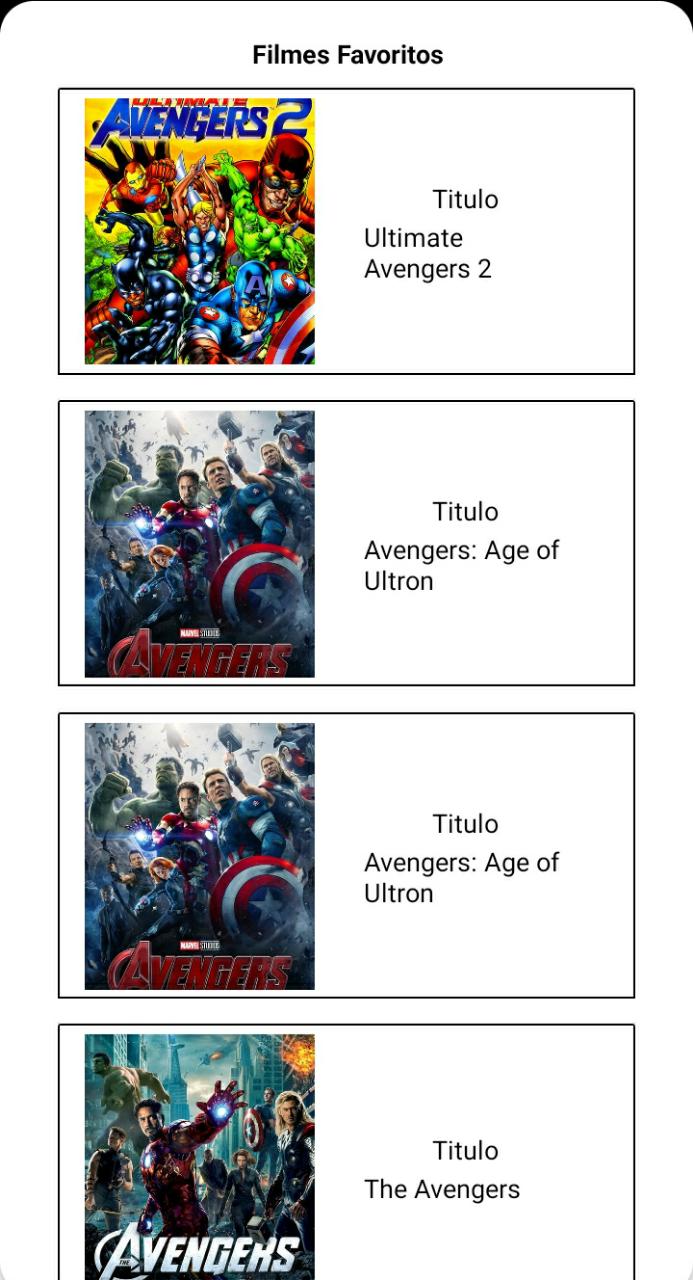 Filmes Favoritos
ULTIMATE
AVENGERS 2
A
Titulo
Ultimate
Avengers 2
MARVEL STUDIOS
AVENGERS
Titulo
Avengers: Age of
Ultron
MARVEL STUDIOS
AVENGERS
Titulo
Avengers: Age of
Ultron
THE
AVENGERS
Titulo
The Avengers